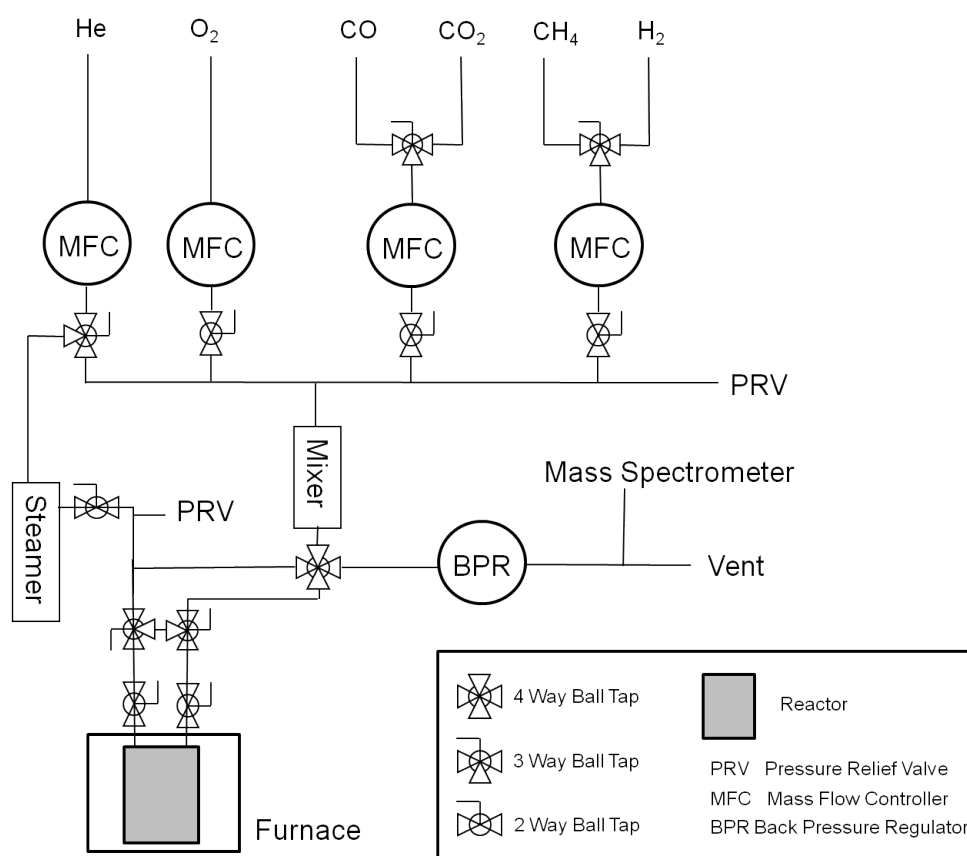 He
O₂
CO
CO₂
CH₄
H₂
MFC
MFC
MFC
MFC
PRV
Mixer
Mass Spectrometer
Steamer
PRV
BPR
Vent
4 Way Ball Tap
Reactor
3 Way Ball Tap
PRV Pressure Relief Valve
MFC Mass Flow Controller
2 Way Ball Tap
BPR Back Pressure Regulator
Furnace